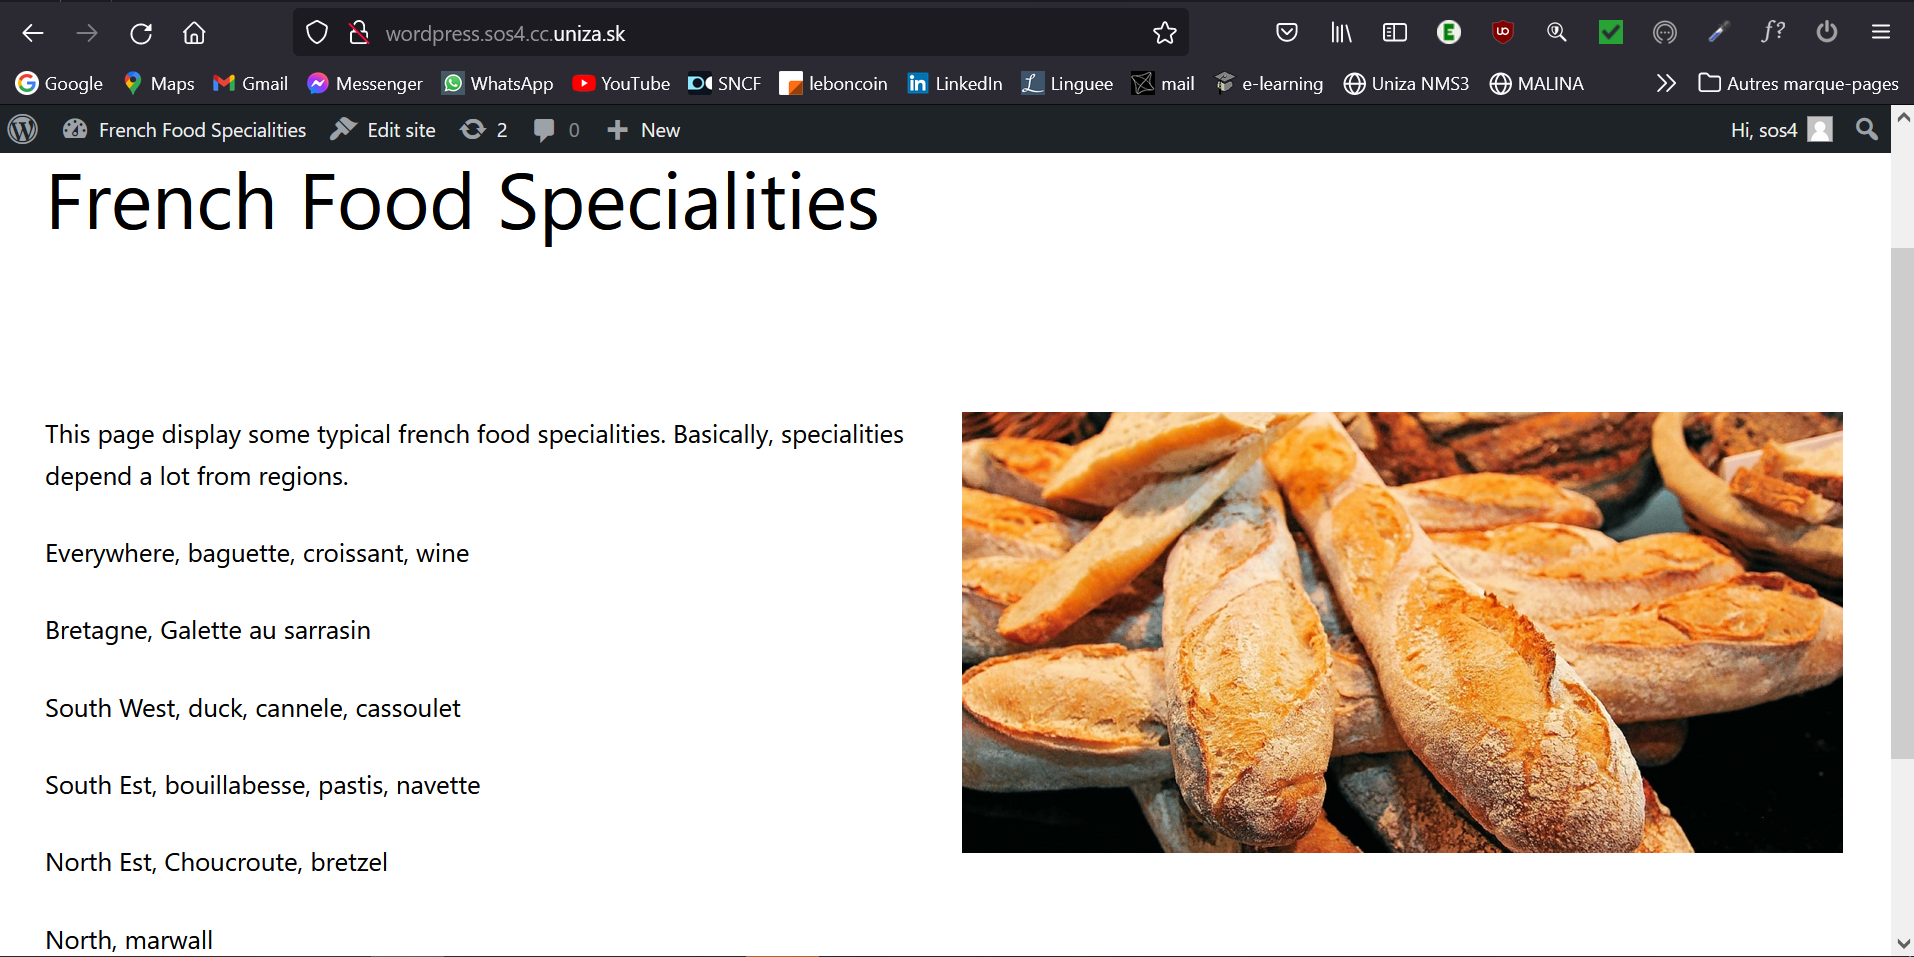 wordpress.sos4.cc.uniza.sk
Google Maps Gmail Messenger WhatsApp YouTube SNCF leboncoin LinkedIn Linguee mail e-learning Uniza NMS3 MALINA Autres marque-pages
French Food Specialities Edit site 2 0 New Hi, sos4
French Food Specialities
This page display some typical french food specialities. Basically, specialities
depend a lot from regions.
Everywhere, baguette, croissant, wine
Bretagne, Galette au sarrasin
South West, duck, cannele, cassoulet
South Est, bouillabesse, pastis, navette
North Est, Choucroute, bretzel
North, marwall